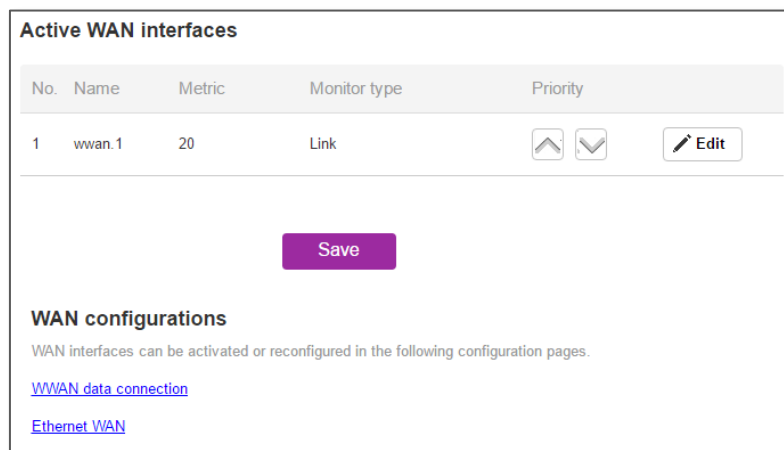 Active WAN interfaces
No. Name Metric Monitor type Priority
1 wwan.1 20 Link Edit
Save
WAN configurations
WAN interfaces can be activated or reconfigured in the following configuration pages.
WWAN data connection
Ethernet WAN